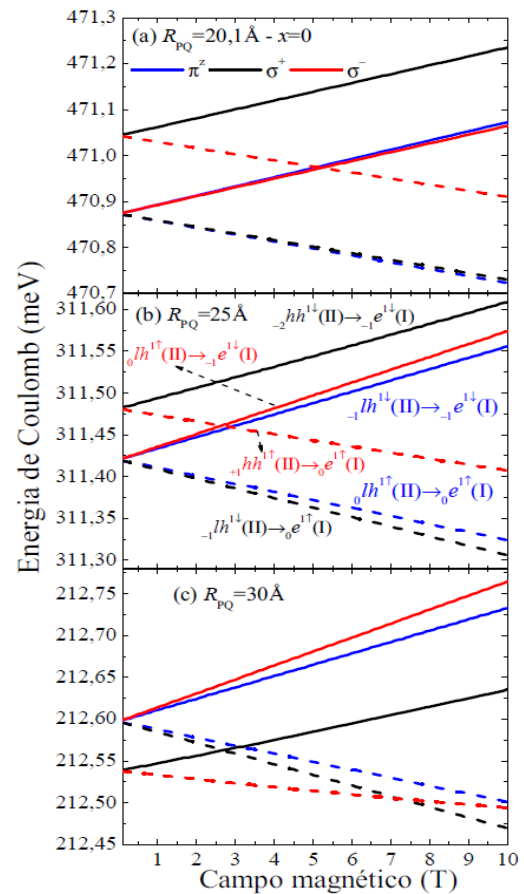 471,3
(a) R_PQ=20,1Å - x=0
471,2
π^z σ^+ σ^-
471,1
471,0
470,9
470,8
470,7
Energia de Coulomb (meV)
311,60
(b) R_PQ=25Å
₋₂hh^1↓(II)→₋₁e^1↓(I)
311,55
₀lh^1↑(II)→₋₁e^1↓(I)
311,50
₋₁lh^1↓(II)→₋₁e^1↓(I)
311,45
₊₁hh^1↑(II)→₀e^1↑(I)
311,40
₀lh^1↑(II)→₀e^1↑(I)
311,35
₋₁lh^1↓(II)→₀e^1↑(I)
311,30
212,75
(c) R_PQ=30Å
212,70
212,65
212,60
212,55
212,50
212,45
1 2 3 4 5 6 7 8 9 10
Campo magnético (T)